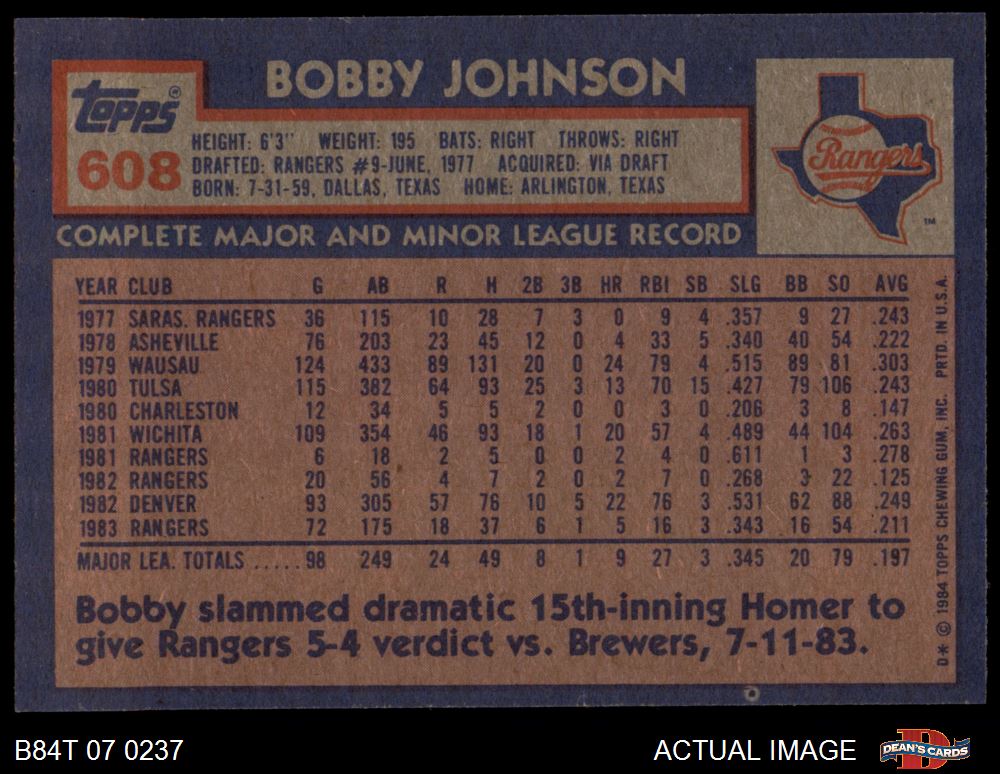 BOBBY JOHNSON
Topps®
608
HEIGHT: 6'3" WEIGHT: 195 BATS: RIGHT THROWS: RIGHT
DRAFTED: RANGERS #9-JUNE, 1977 ACQUIRED: VIA DRAFT
BORN: 7-31-59, DALLAS, TEXAS HOME: ARLINGTON, TEXAS
Rangers
TM
COMPLETE MAJOR AND MINOR LEAGUE RECORD
YEAR CLUB G AB R H 2B 3B HR RBI SB SLG BB SO AVG
1977 SARAS. RANGERS 36 115 10 28 7 3 0 9 4 .357 9 27 .243
1978 ASHEVILLE 76 203 23 45 12 0 4 33 5 .340 40 54 .222
1979 WAUSAU 124 433 89 131 20 0 24 79 4 .515 89 81 .303
1980 TULSA 115 382 64 93 25 3 13 70 15 .427 79 106 .243
1980 CHARLESTON 12 34 5 5 2 0 0 3 0 .206 3 8 .147
1981 WICHITA 109 354 46 93 18 1 20 57 4 .489 44 104 .263
1981 RANGERS 6 18 2 5 0 0 2 4 0 .611 1 3 .278
1982 RANGERS 20 56 4 7 2 0 2 7 0 .268 3 22 .125
1982 DENVER 93 305 57 76 10 5 22 76 3 .531 62 88 .249
1983 RANGERS 72 175 18 37 6 1 5 16 3 .343 16 54 .211
MAJOR LEA. TOTALS ..... 98 249 24 49 8 1 9 27 3 .345 20 79 .197
Bobby slammed dramatic 15th-inning Homer to
give Rangers 5-4 verdict vs. Brewers, 7-11-83.
D* © 1984 TOPPS CHEWING GUM, INC. PRTD. IN U.S.A.
B84T 07 0237
ACTUAL IMAGE
DEAN'S CARDS